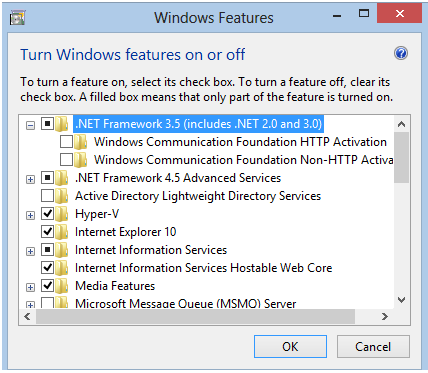 Windows Features
Turn Windows features on or off
To turn a feature on, select its check box. To turn a feature off, clear its
check box. A filled box means that only part of the feature is turned on.
.NET Framework 3.5 (includes .NET 2.0 and 3.0)
Windows Communication Foundation HTTP Activation
Windows Communication Foundation Non-HTTP Activa
.NET Framework 4.5 Advanced Services
Active Directory Lightweight Directory Services
Hyper-V
Internet Explorer 10
Internet Information Services
Internet Information Services Hostable Web Core
Media Features
Microsoft Message Queue (MSMQ) Server
OK
Cancel